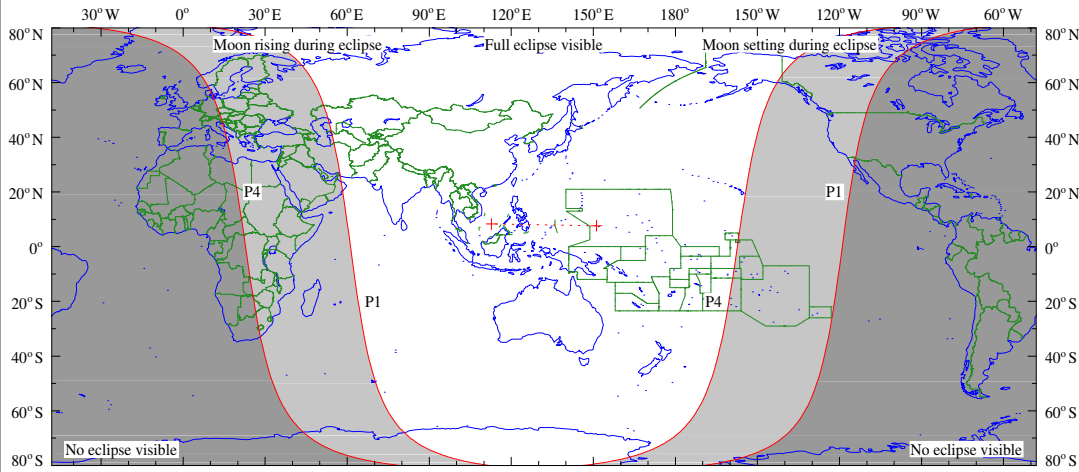 30° W 0° 30° E 60° E 90° E 120° E 150° E 180° 150° W 120° W 90° W 60° W
80° N Moon rising during eclipse Full eclipse visible Moon setting during eclipse 80° N
60° N 60° N
40° N 40° N
20° N P4 P1 20° N
0° 0°
20° S P1 P4 20° S
40° S 40° S
60° S 60° S
No eclipse visible No eclipse visible
80° S 80° S